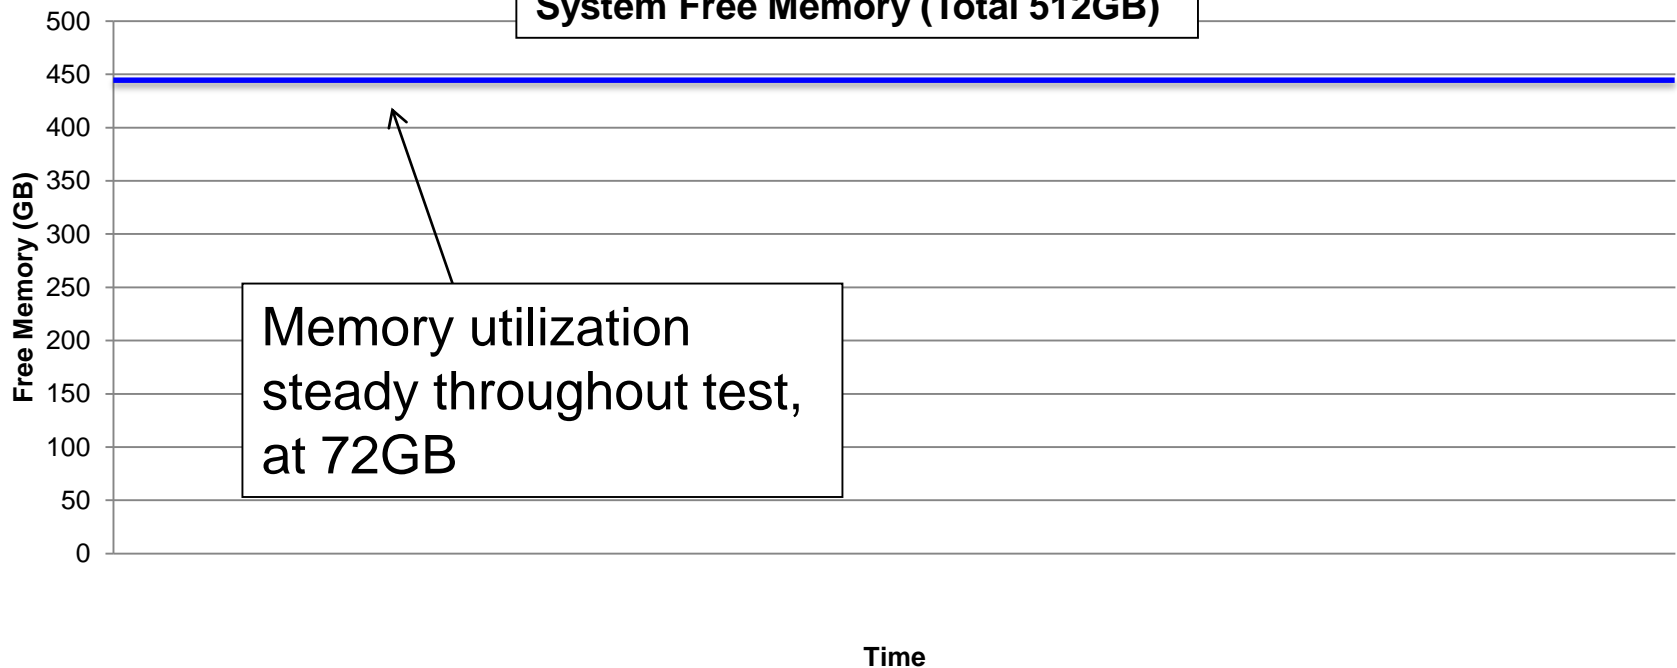 System Free Memory (Total 512GB)
500
450
400
350
300
250
200
150
100
50
0
Free Memory (GB)
Memory utilization
steady throughout test,
at 72GB
Time